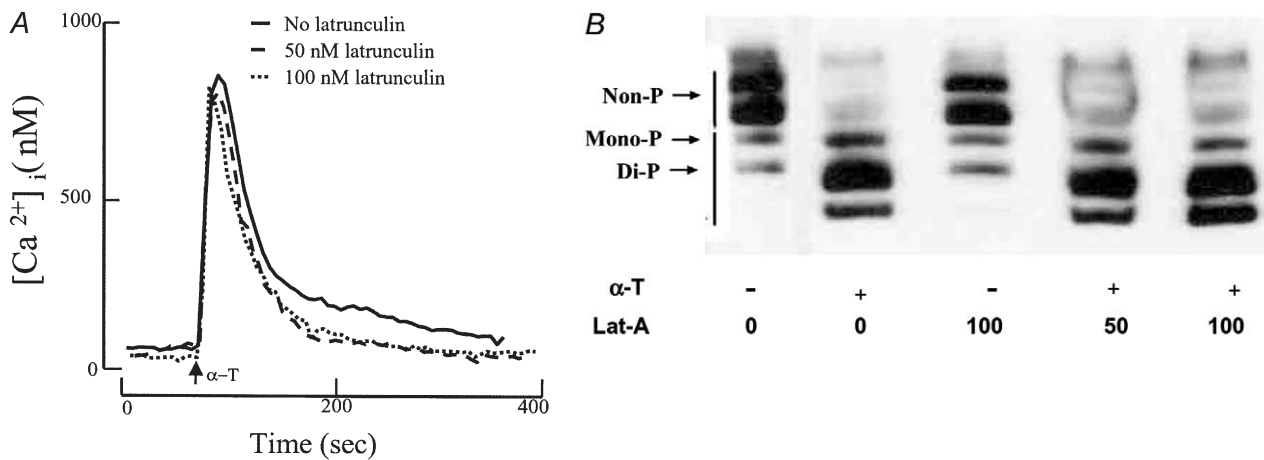 A
1000
500
0
[Ca 2+] i( nM)
No latrunculin
50 nM latrunculin
100 nM latrunculin
α–T
0 200 400
Time (sec)
B
Non-P
Mono-P
Di-P
α-T - + - + +
Lat-A 0 0 100 50 100